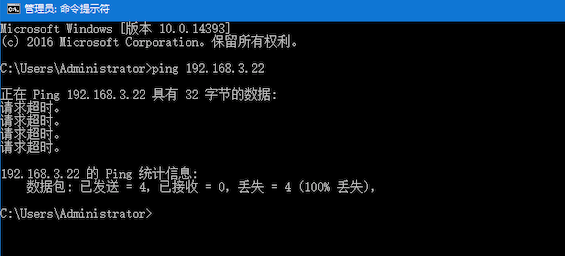 管理员: 命令提示符
Microsoft Windows [版本 10.0.14393]
(c) 2016 Microsoft Corporation。保留所有权利。
C:\Users\Administrator>ping 192.168.3.22
正在 Ping 192.168.3.22 具有 32 字节的数据:
请求超时。
请求超时。
请求超时。
请求超时。
192.168.3.22 的 Ping 统计信息:
数据包: 已发送 = 4，已接收 = 0，丢失 = 4 (100% 丢失)，
C:\Users\Administrator>